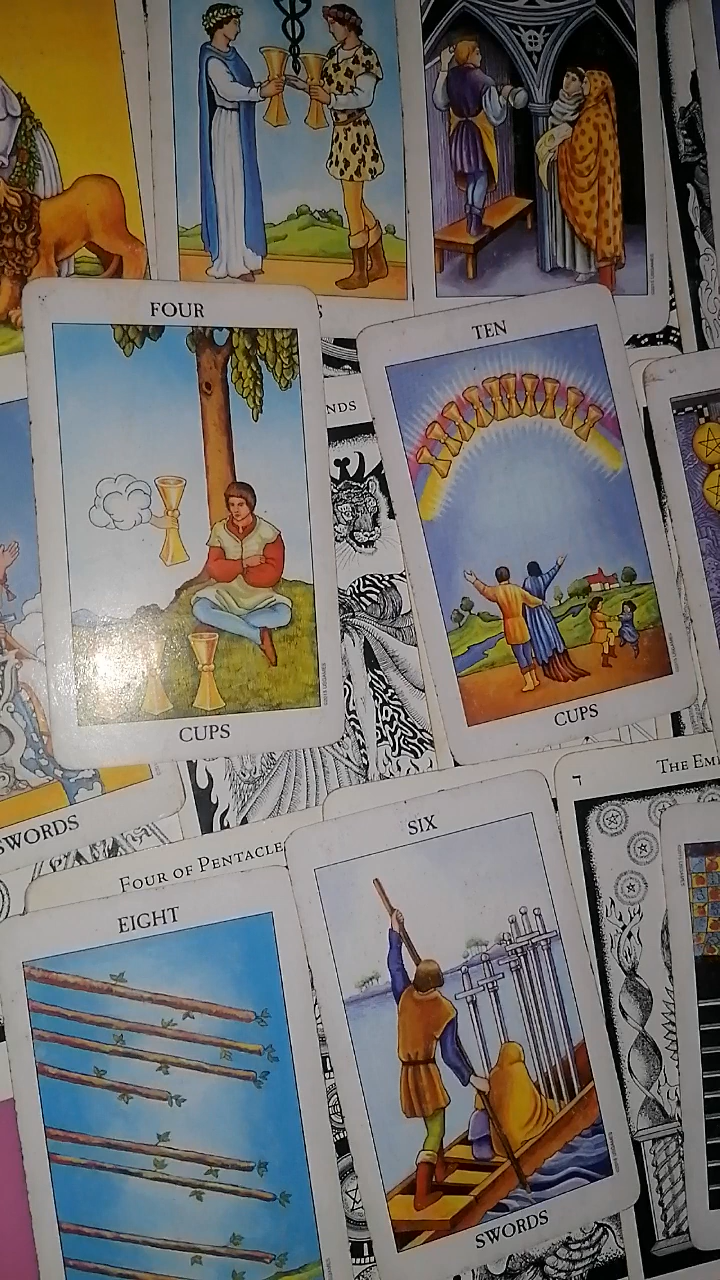 S
FOUR
TEN
NDS
CUPS
CUPS
SWORDS
THE EM
FOUR OF PENTACLE
SIX
EIGHT
SWORDS